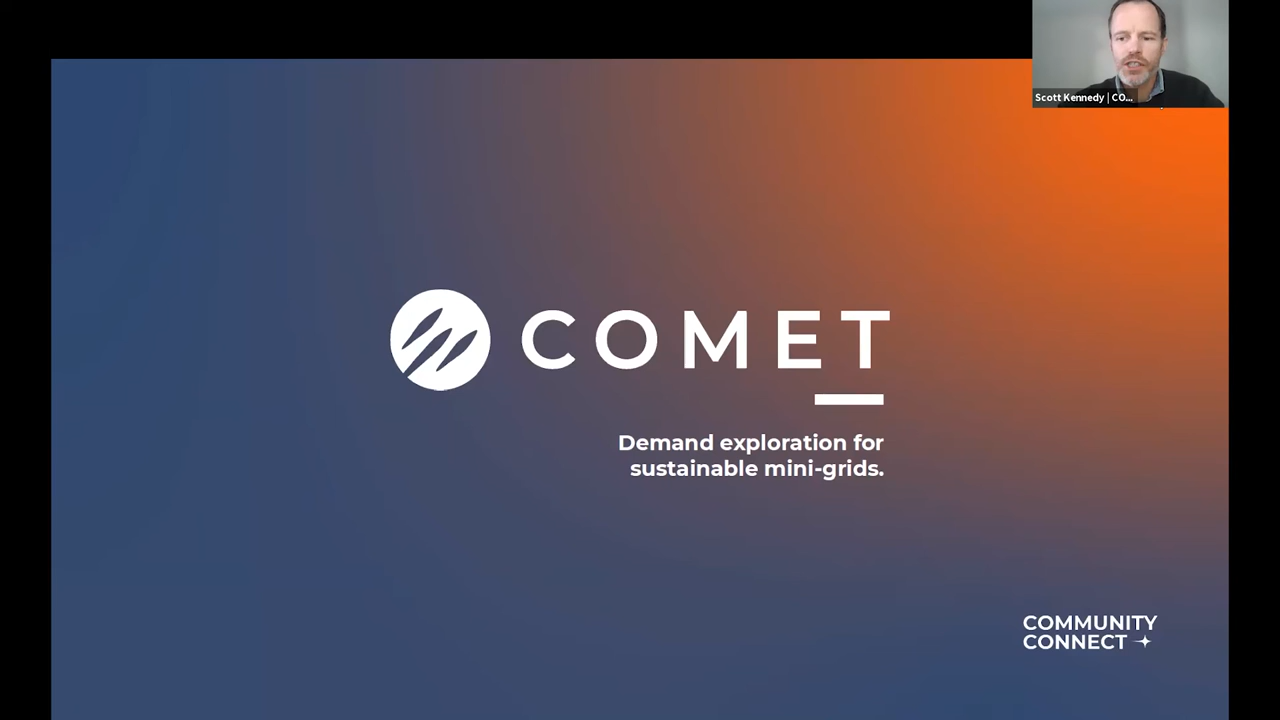 Scott Kennedy | CO...
COMET
Demand exploration for
sustainable mini-grids.
COMMUNITY
CONNECT